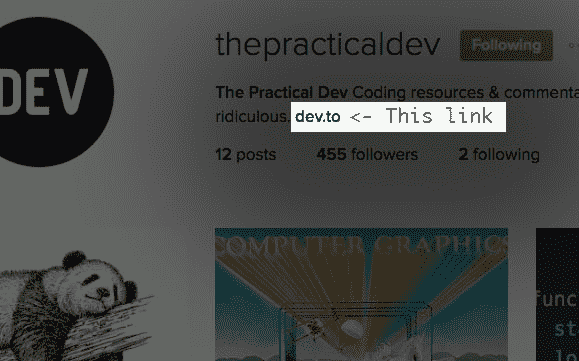 DEV
thepracticaldev Following
The Practical Dev Coding resources & commenta
ridiculous. dev.to <- This link
12 posts 455 followers 2 following
COMPUTER GRAPHICS
func
st